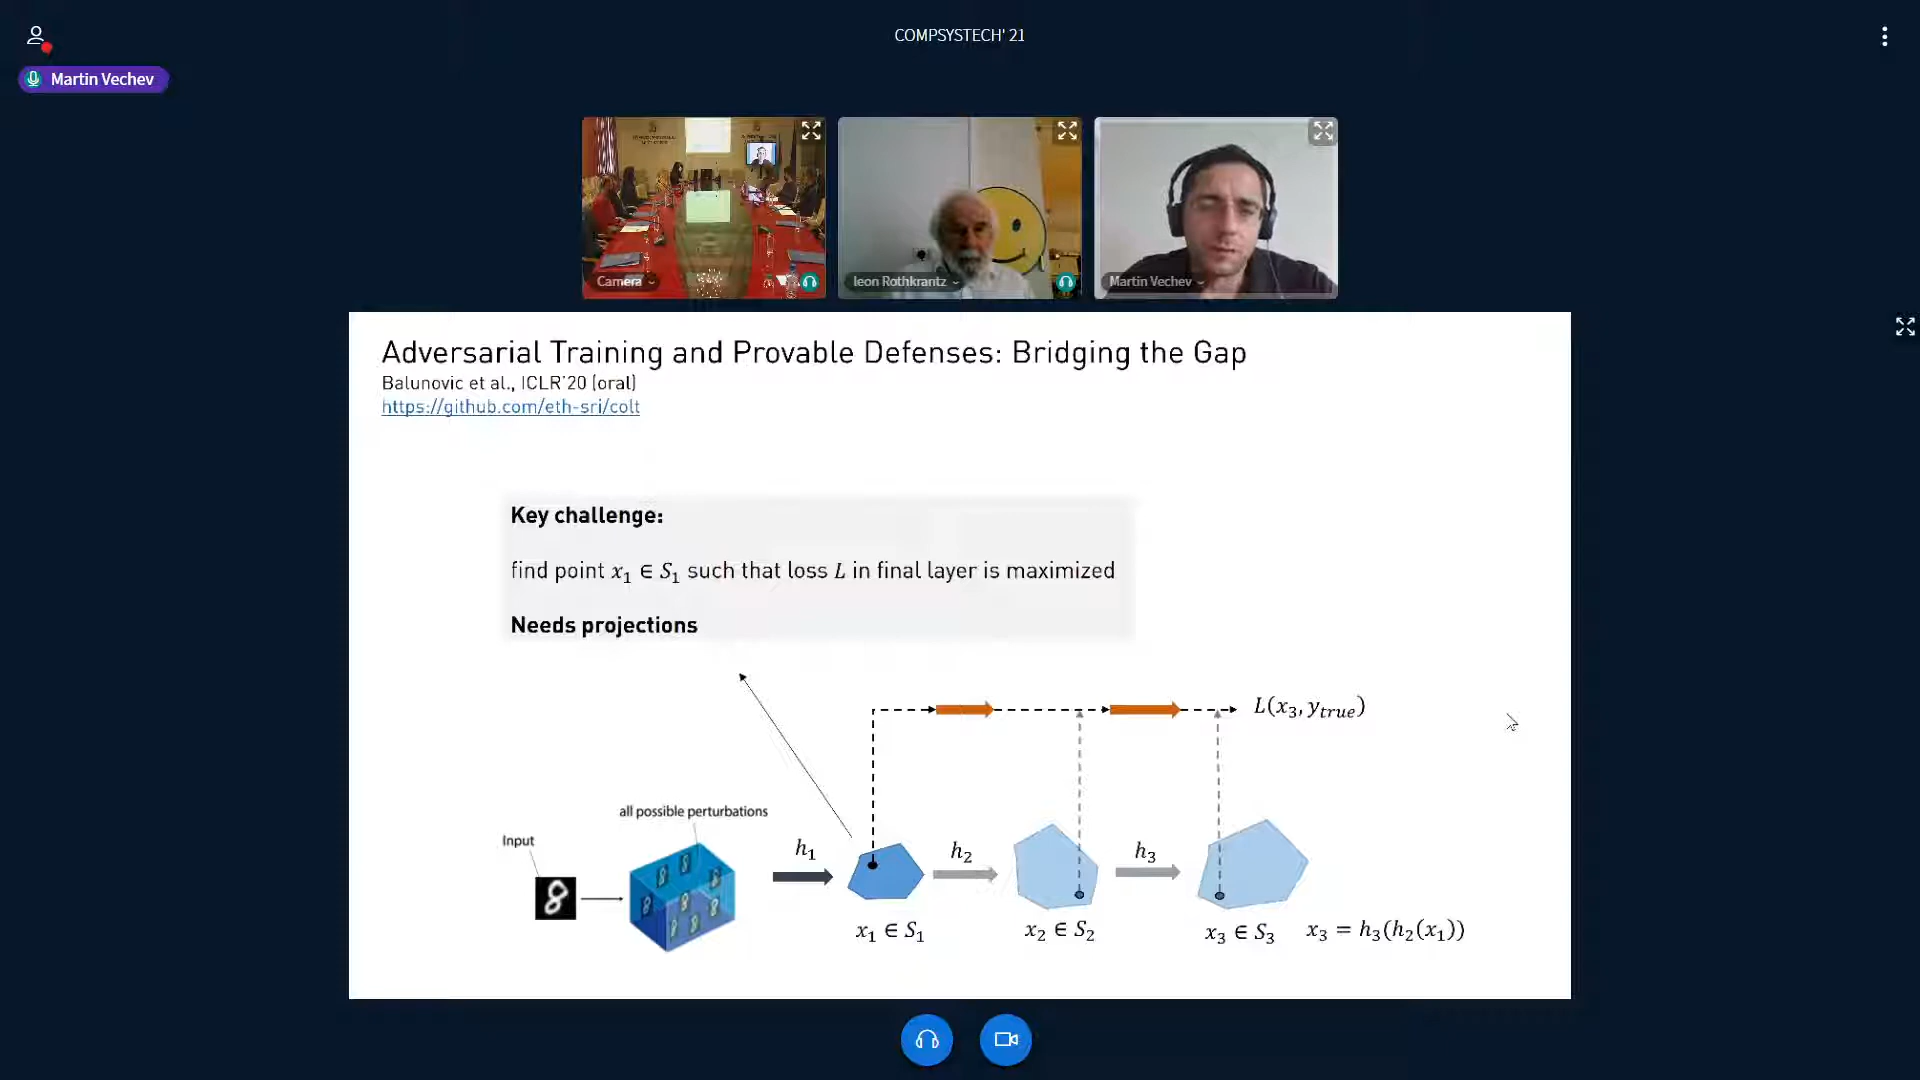 COMPSYSTECH' 21
Martin Vechev
Camera
leon Rothkrantz
Martin Vechev
Adversarial Training and Provable Defenses: Bridging the Gap
Balunovic et al., ICLR'20 (oral)
https://github.com/eth-sri/colt
Key challenge:
find point x₁ ∈ S₁ such that loss L in final layer is maximized
Needs projections
L(x₃, y_true)
all possible perturbations
Input
h₁
h₂
h₃
x₁ ∈ S₁
x₂ ∈ S₂
x₃ ∈ S₃
x₃ = h₃(h₂(x₁))